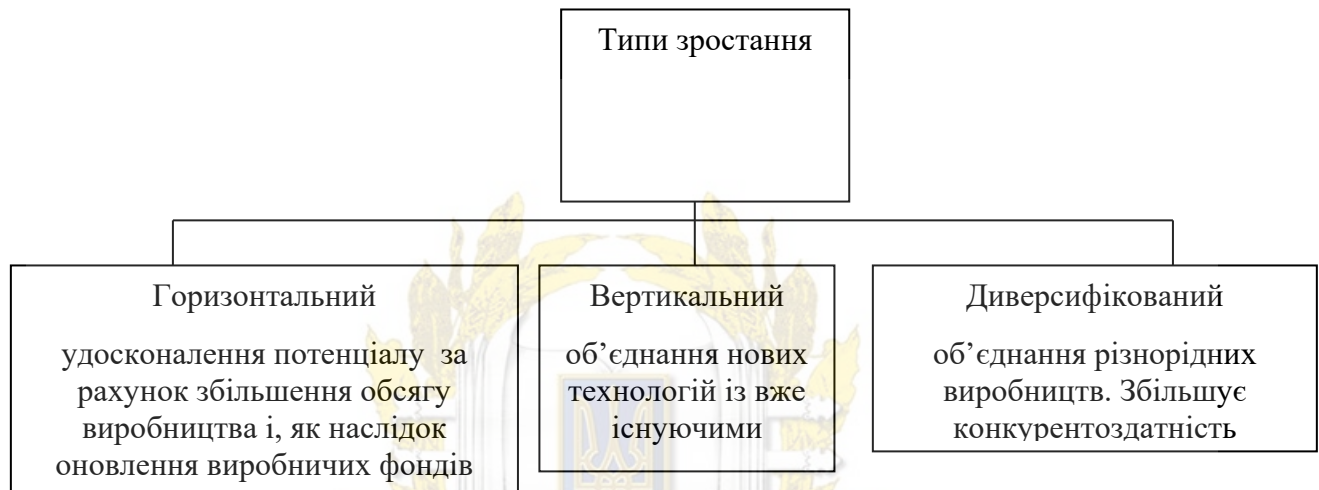 Типи зростання
Горизонтальний
удосконалення потенціалу за
рахунок збільшення обсягу
виробництва і, як наслідок
оновлення виробничих фондів
Вертикальний
об’єднання нових
технологій із вже
існуючими
Диверсифікований
об’єднання різнорідних
виробництв. Збільшує
конкурентоздатність